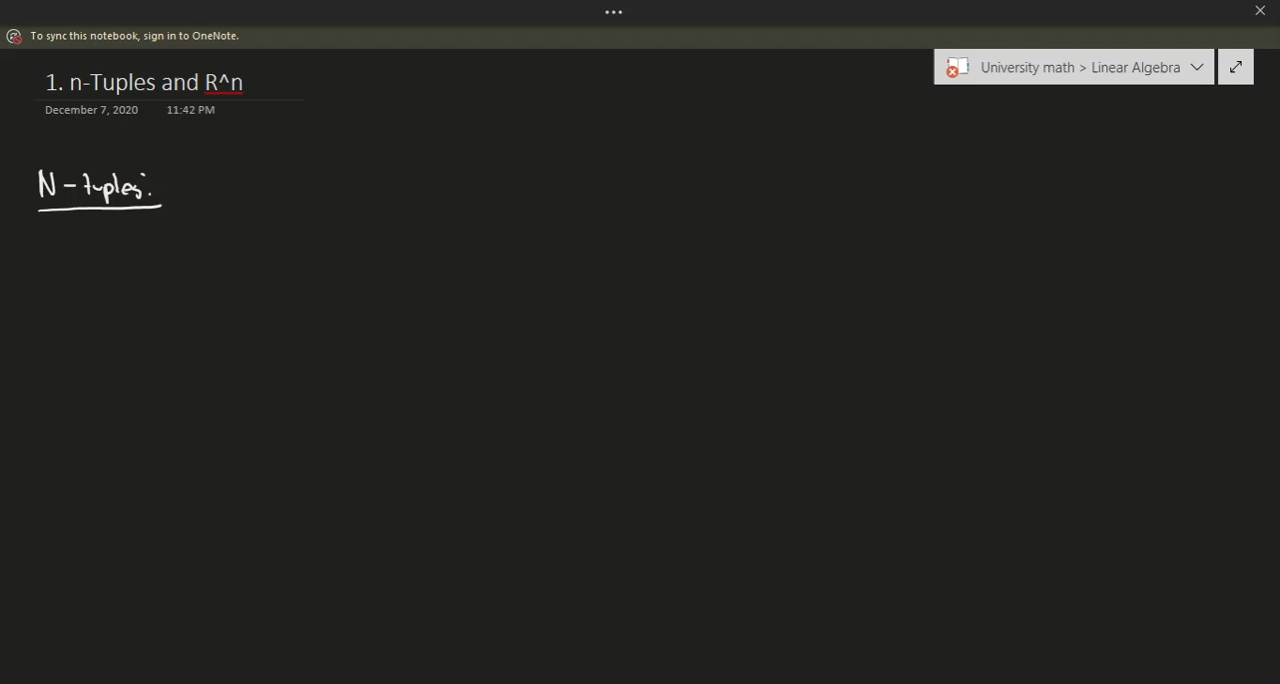 To sync this notebook, sign in to OneNote.
University math > Linear Algebra
1. n-Tuples and R^n
December 7, 2020 11:42 PM
N-tuples: